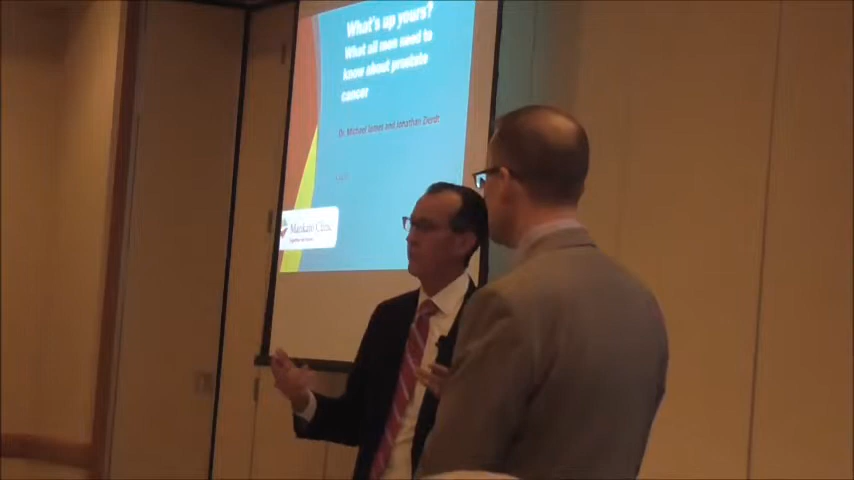 What's up yours?
What all men need to
know about prostate
cancer
Dr. Michael James and Jonathan Zierdt
Mankato Clinic